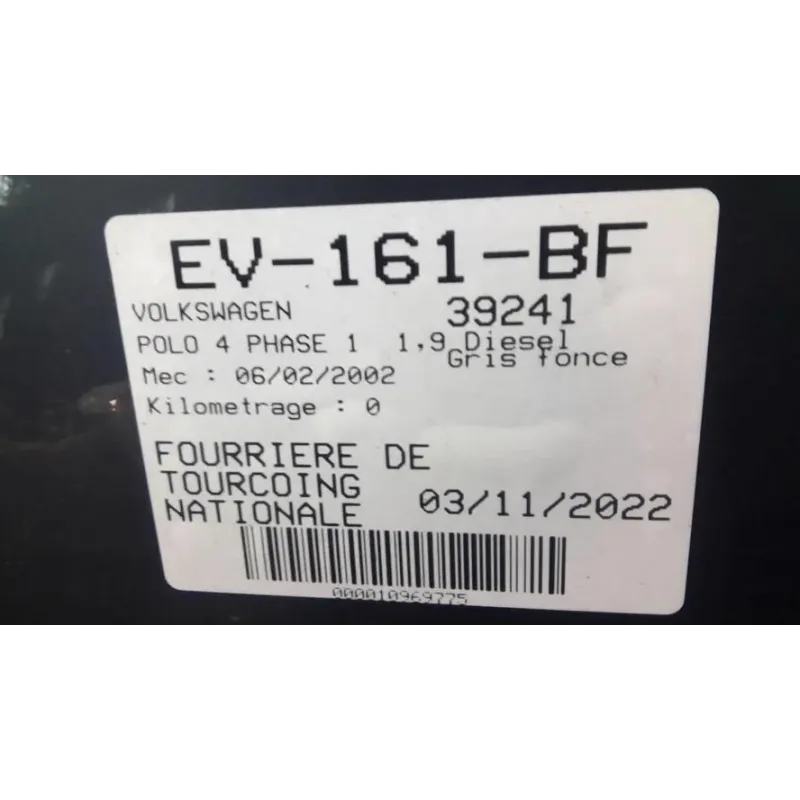 EV-161-BF
VOLKSWAGEN 39241
POLO 4 PHASE 1 1,9 Diesel
Gris fonce
Mec : 06/02/2002
Kilometrage : 0
FOURRIERE DE
TOURCOING
NATIONALE 03/11/2022
000010969775